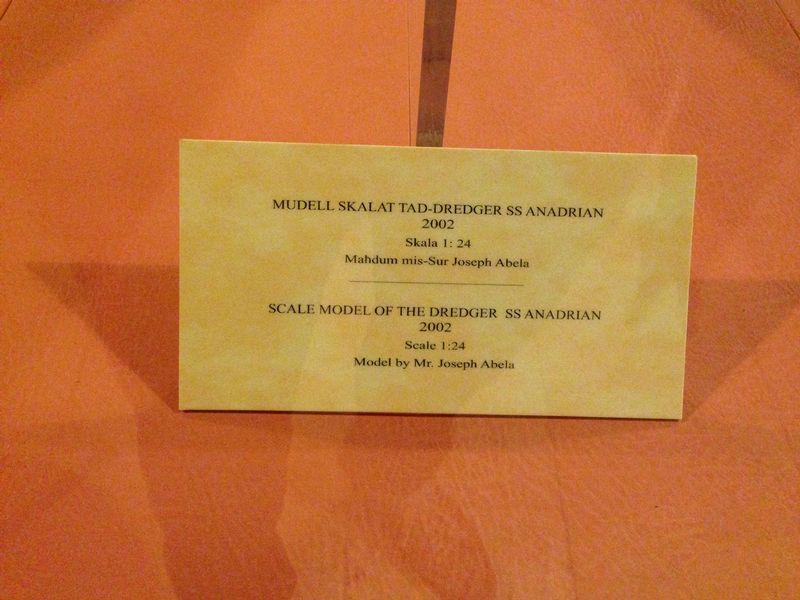 MUDELL SKALAT TAD-DREDGER SS ANADRIAN
2002
Skala 1: 24
Maħdum mis-Sur Joseph Abela
SCALE MODEL OF THE DREDGER SS ANADRIAN
2002
Scale 1:24
Model by Mr. Joseph Abela